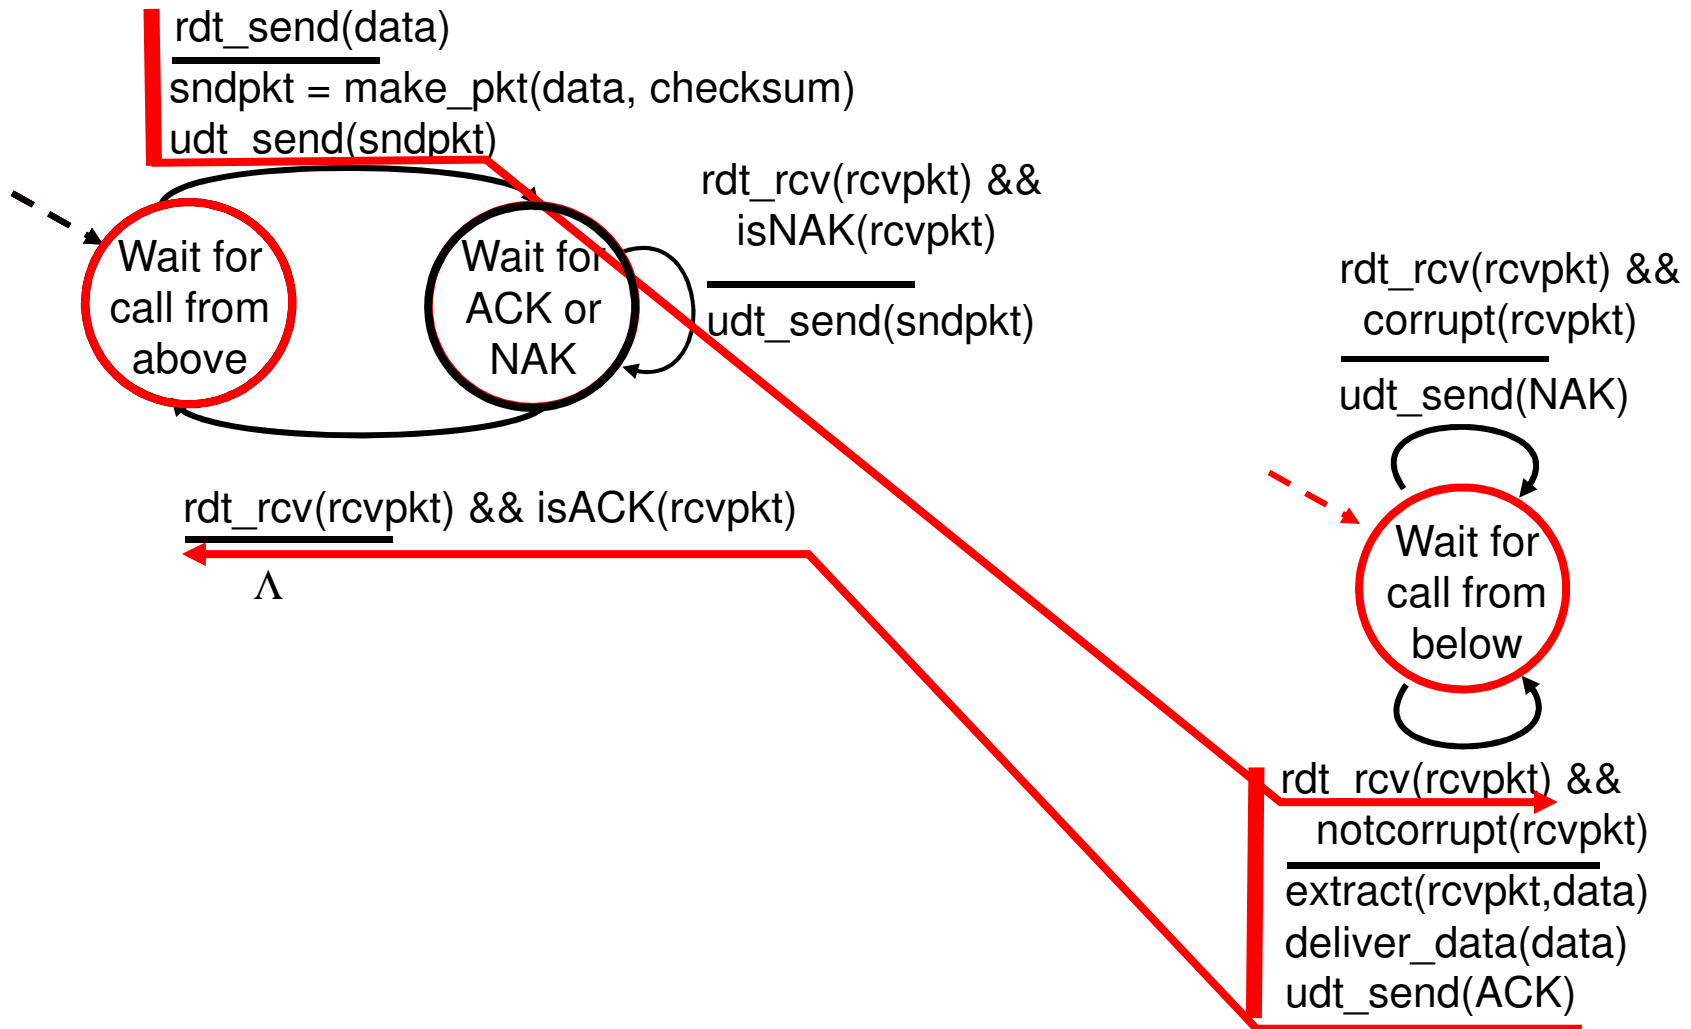 rdt_send(data)
sndpkt = make_pkt(data, checksum)
udt_send(sndpkt)
Wait for
call from
above
Wait for
ACK or
NAK
rdt_rcv(rcvpkt) &&
isNAK(rcvpkt)
udt_send(sndpkt)
rdt_rcv(rcvpkt) && isACK(rcvpkt)
Λ
rdt_rcv(rcvpkt) &&
corrupt(rcvpkt)
udt_send(NAK)
Wait for
call from
below
rdt_rcv(rcvpkt) &&
notcorrupt(rcvpkt)
extract(rcvpkt,data)
deliver_data(data)
udt_send(ACK)